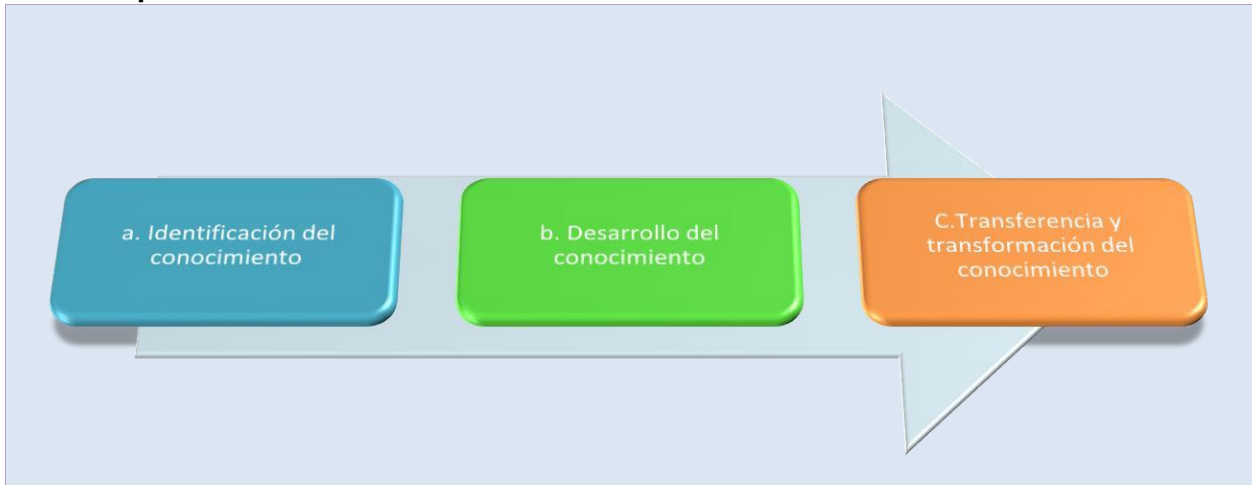 a. Identificación del
conocimiento
b. Desarrollo del
conocimiento
C.Transferencia y
transformación del
conocimiento